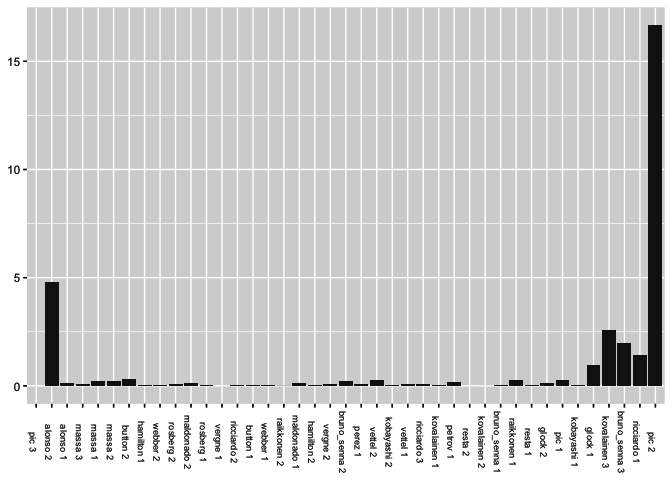 15
10
5
0
pic 3
alonso 2
alonso 1
massa 3
massa 1
massa 2
button 2
hamilton 1
webber 2
rosberg 2
maldonado 2
rosberg 1
vergne 1
ricciardo 2
button 1
webber 1
raikkonen 2
maldonado 1
hamilton 2
vergne 2
bruno_senna 2
perez 1
vettel 2
kobayashi 2
vettel 1
ricciardo 3
kovalainen 1
petrov 1
resta 2
kovalainen 2
bruno_senna 1
raikkonen 1
resta 1
glock 2
pic 1
kobayashi 1
glock 1
kovalainen 3
bruno_senna 3
ricciardo 1
pic 2